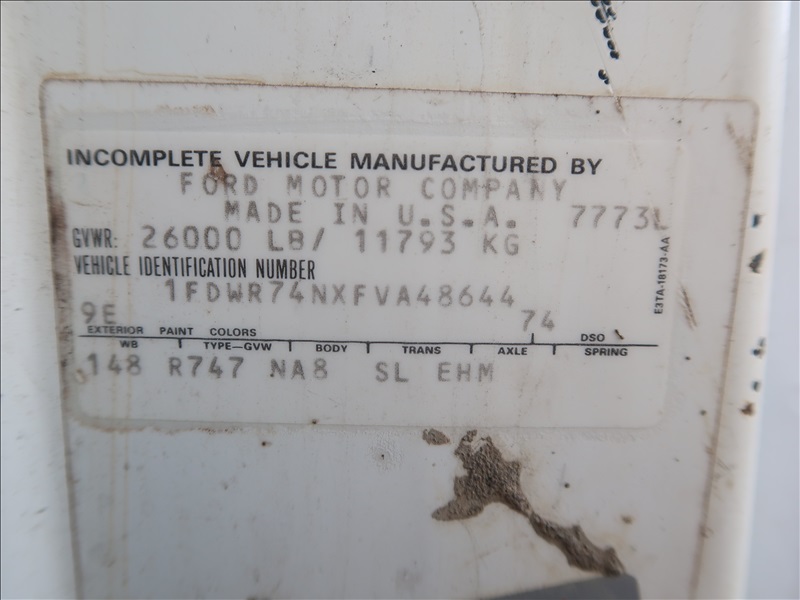 INCOMPLETE VEHICLE MANUFACTURED BY
FORD MOTOR COMPANY
MADE IN U.S.A. 7773L
GVWR: 26000 LB/ 11793 KG
VEHICLE IDENTIFICATION NUMBER
1FDWR74NXFVA48644
9E 74
EXTERIOR PAINT COLORS DSO
WB TYPE-GVW BODY TRANS AXLE SPRING
148 R747 NA8 SL EHM
E3TA-18173-AA